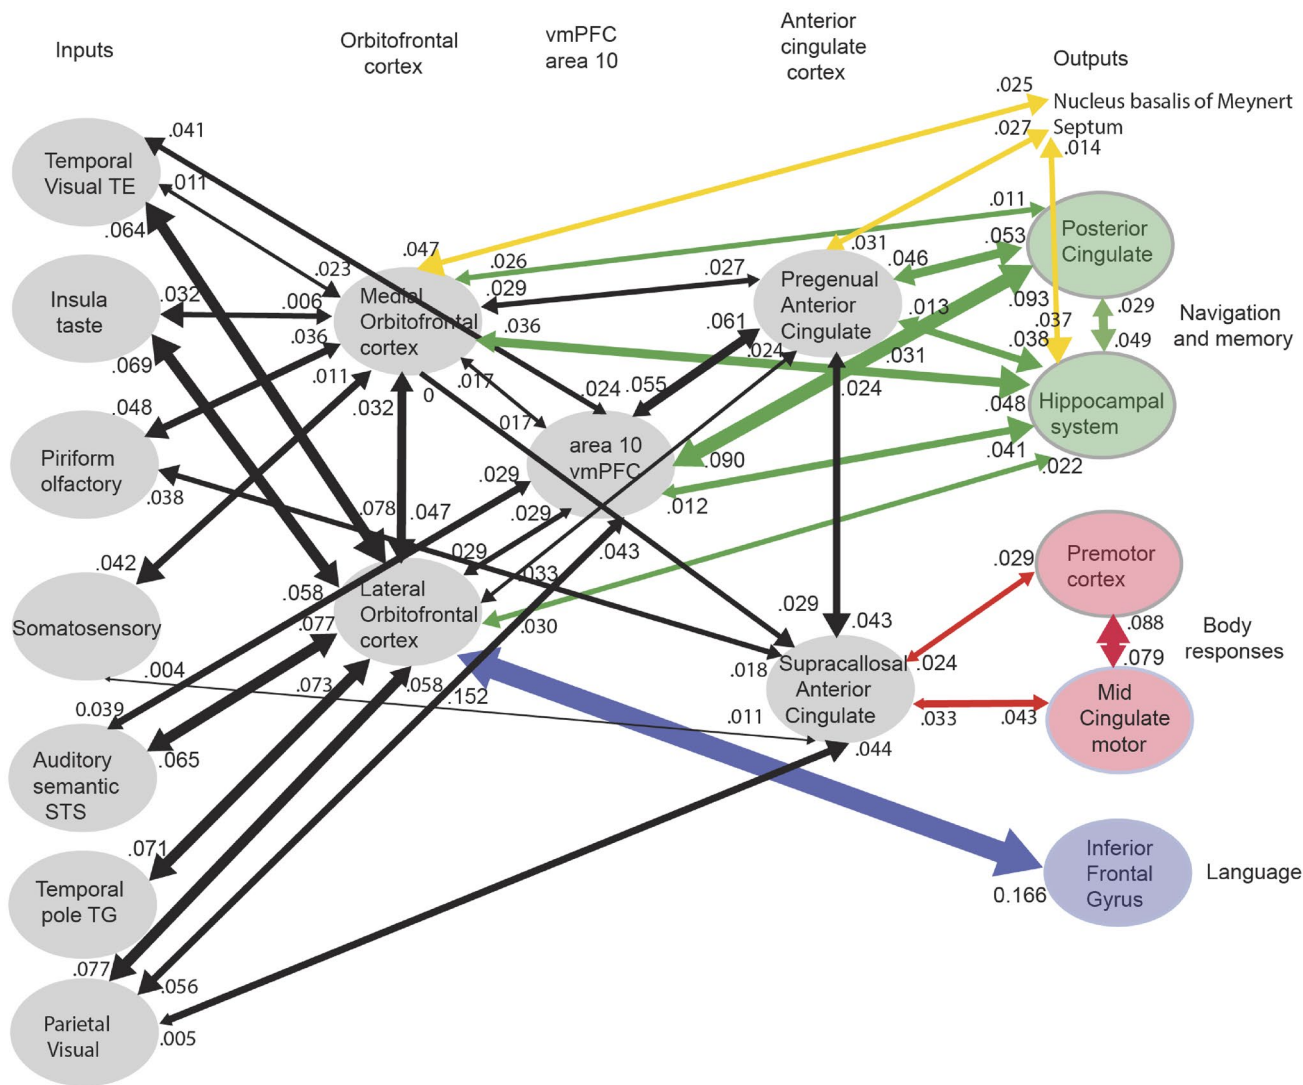 Inputs
Orbitofrontal
cortex
vmPFC
area 10
Anterior
cingulate
cortex
Outputs
.025
Nucleus basalis of Meynert
.027
Septum
.014
.041
Temporal
Visual TE
.011
.064
.011
Posterior
Cingulate
.053
.047
.026
.031
.046
.023
.029
.027
Pregenual
Anterior
Cingulate
.013
.093
.029
Insula
taste
.032
.006
Medial
Orbitofrontal
cortex
.036
.061
.024
.031
.037
.038
.049
Navigation
and memory
.069
.036
.011
.017
.024
.055
.024
.048
Hippocampal
system
.048
.032
0
.017
.041
.022
Piriform
olfactory
.038
area 10
vmPFC
.090
.012
.029
.078
.047
.029
.043
.029
.033
.042
.058
Lateral
Orbitofrontal
cortex
.077
.030
Somatosensory
.004
.029
.043
.018
Supracallosal
Anterior
Cingulate
.024
.029
Premotor
cortex
.088
.079
Body
responses
.033
.043
Mid
Cingulate
motor
.073
.058
.152
0.039
.065
.011
.044
Auditory
semantic
STS
.071
Temporal
pole TG
0.166
Inferior
Frontal
Gyrus
Language
.077
.056
Parietal
Visual
.005